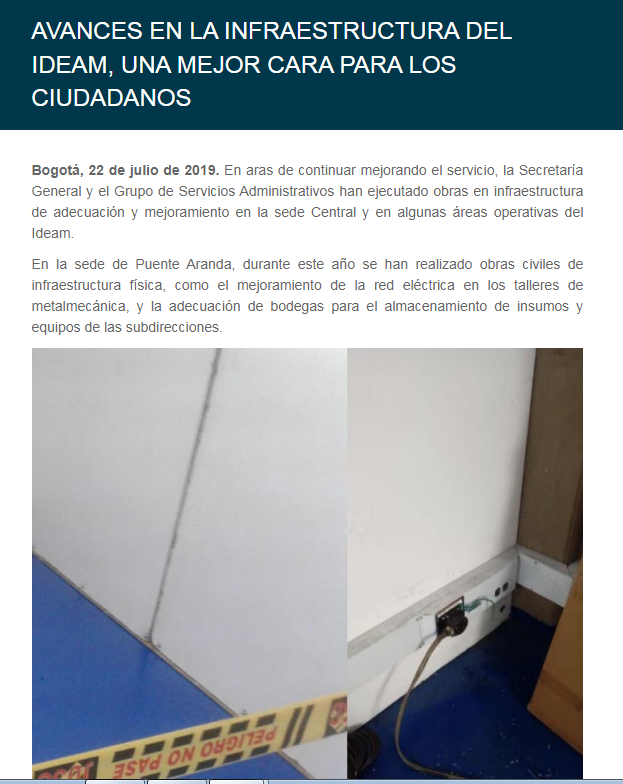 AVANCES EN LA INFRAESTRUCTURA DEL
IDEAM, UNA MEJOR CARA PARA LOS
CIUDADANOS
Bogotá, 22 de julio de 2019. En aras de continuar mejorando el servicio, la Secretaría
General y el Grupo de Servicios Administrativos han ejecutado obras en infraestructura
de adecuación y mejoramiento en la sede Central y en algunas áreas operativas del
Ideam.
En la sede de Puente Aranda, durante este año se han realizado obras civiles de
infraestructura física, como el mejoramiento de la red eléctrica en los talleres de
metalmecánica, y la adecuación de bodegas para el almacenamiento de insumos y
equipos de las subdirecciones.
PELIGRO NO PASE